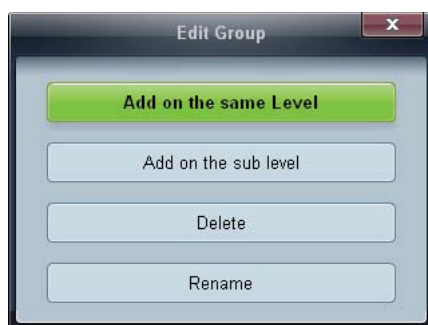 Edit Group
x
Add on the same Level
Add on the sub level
Delete
Rename